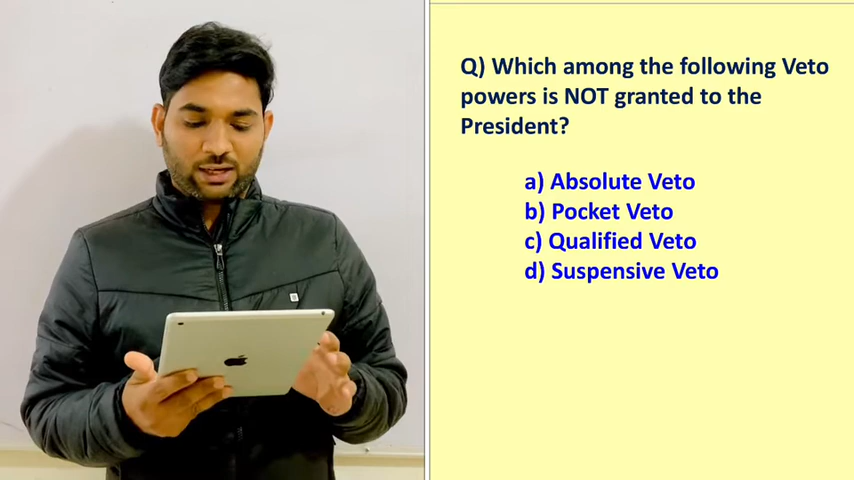 Q) Which among the following Veto
powers is NOT granted to the
President?
a) Absolute Veto
b) Pocket Veto
c) Qualified Veto
d) Suspensive Veto